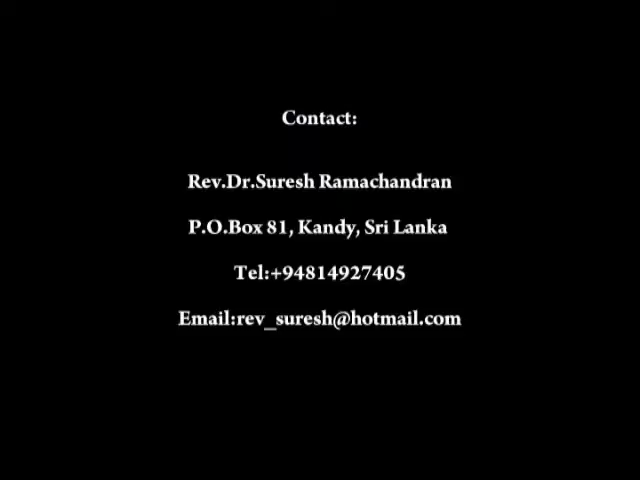 Contact:
Rev.Dr.Suresh Ramachandran
P.O.Box 81, Kandy, Sri Lanka
Tel:+94814927405
Email:rev_suresh@hotmail.com